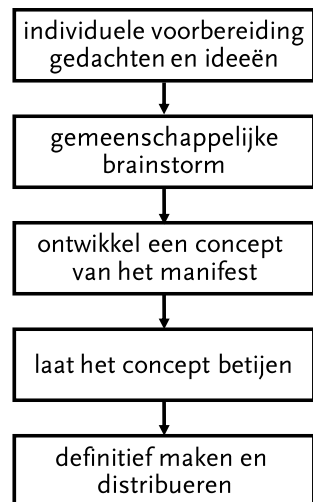 individuele voorbereiding
gedachten en ideeën
gemeenschappelijke
brainstorm
ontwikkel een concept
van het manifest
laat het concept betijen
definitief maken en
distribueren